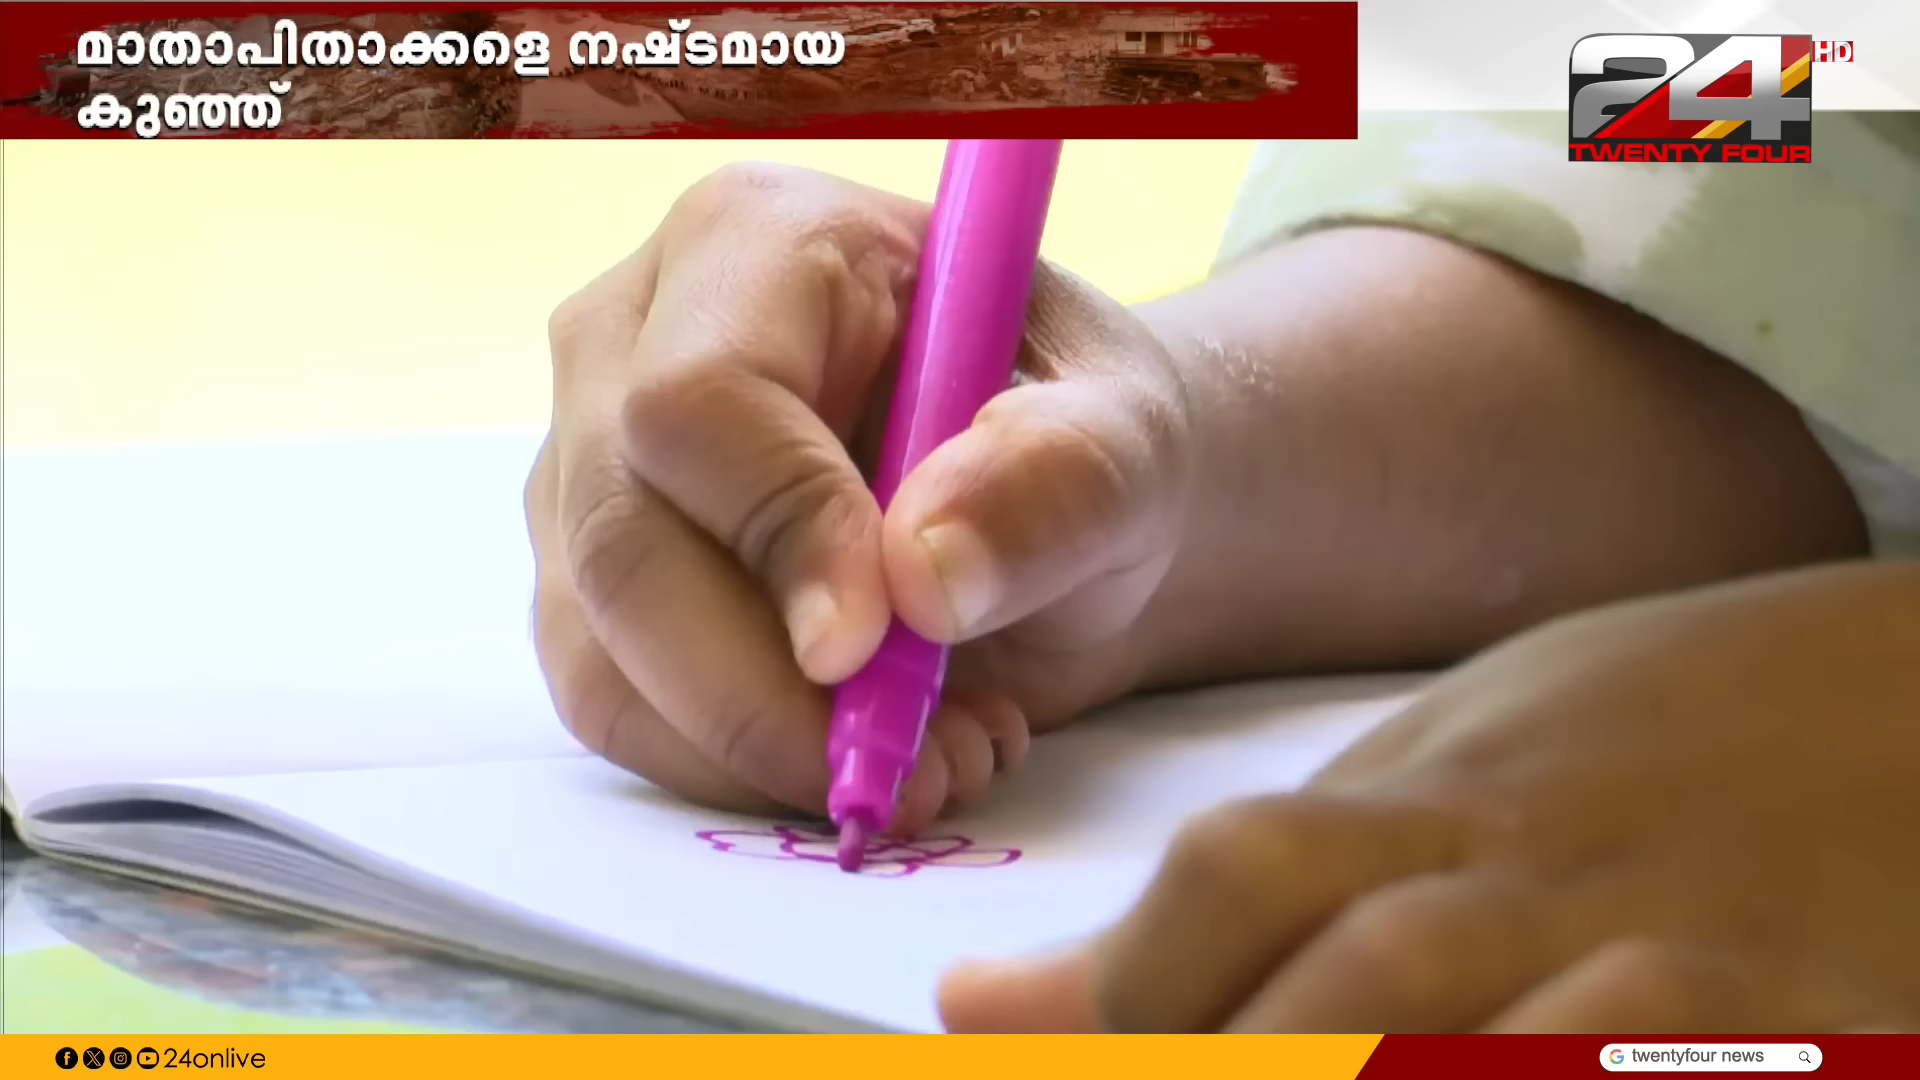 മാതാപിതാക്കളെ നഷ്ടമായ
കുഞ്ഞ്
24 HD
TWENTY FOUR
24onlive
twentyfour news